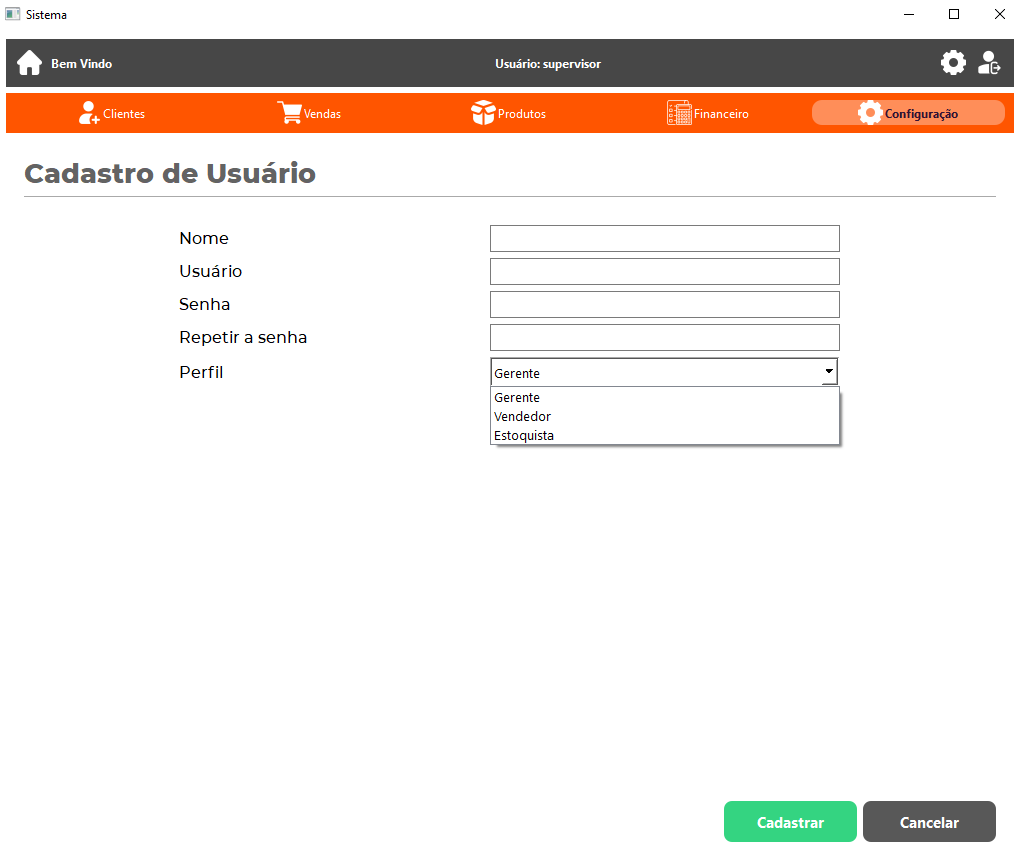 Sistema
Bem Vindo
Usuário: supervisor
Clientes
Vendas
Produtos
Financeiro
Configuração
Cadastro de Usuário
Nome
Usuário
Senha
Repetir a senha
Perfil
Gerente
Gerente
Vendedor
Estoquista
Cadastrar
Cancelar